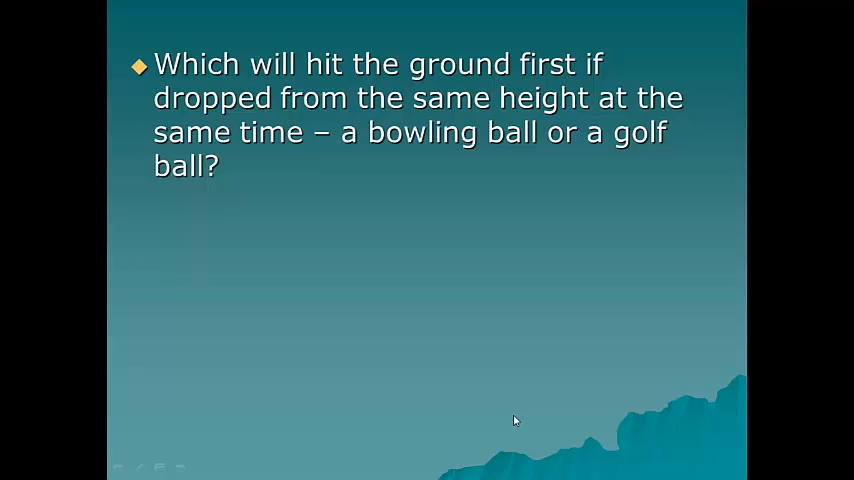 Which will hit the ground first if
dropped from the same height at the
same time – a bowling ball or a golf
ball?